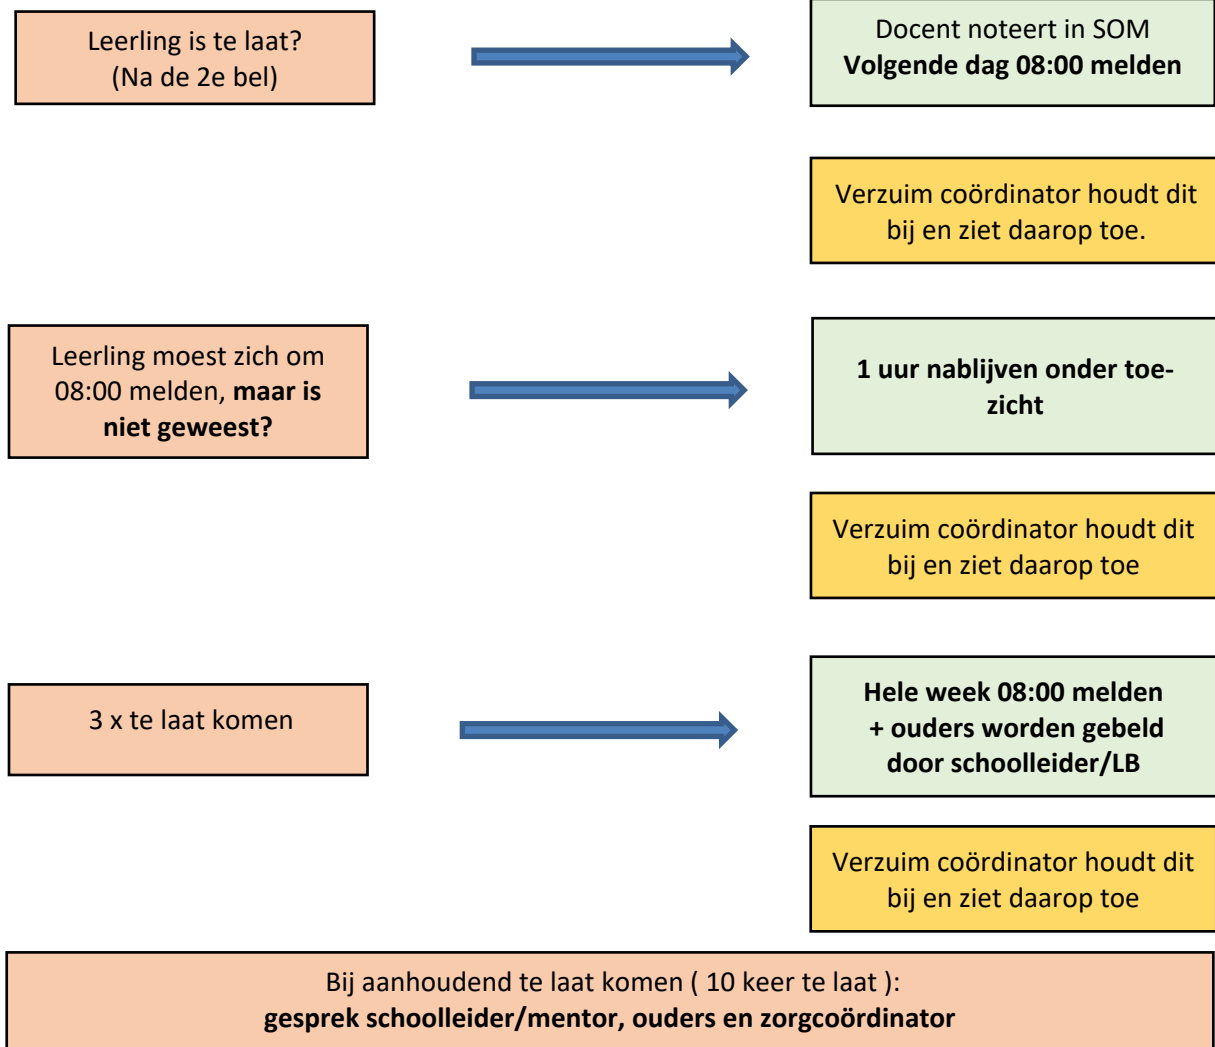 Leerling is te laat?
(Na de 2e bel)
Docent noteert in SOM
Volgende dag 08:00 melden
Verzuim coördinator houdt dit
bij en ziet daarop toe.
Leerling moest zich om
08:00 melden, maar is
niet geweest?
1 uur nablijven onder toe-
zicht
Verzuim coördinator houdt dit
bij en ziet daarop toe
3 x te laat komen
Hele week 08:00 melden
+ ouders worden gebeld
door schoolleider/LB
Verzuim coördinator houdt dit
bij en ziet daarop toe
Bij aanhoudend te laat komen ( 10 keer te laat ):
gesprek schoolleider/mentor, ouders en zorgcoördinator